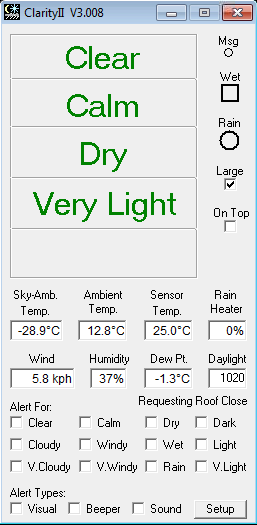 ClarityII V3.008
Msg
Clear
Wet
Calm
Rain
Dry
Large
Very Light
On Top
Sky-Amb. Temp.
Ambient Temp.
Sensor Temp.
Rain Heater
-28.9°C
12.8°C
25.0°C
0%
Wind
Humidity
Dew Pt.
Daylight
5.8 kph
37%
-1.3°C
1020
Alert For:
Requesting Roof Close
Clear
Calm
Dry
Dark
Cloudy
Windy
Wet
Light
V.Cloudy
V.Windy
Rain
V.Light
Alert Types:
Visual
Beeper
Sound
Setup